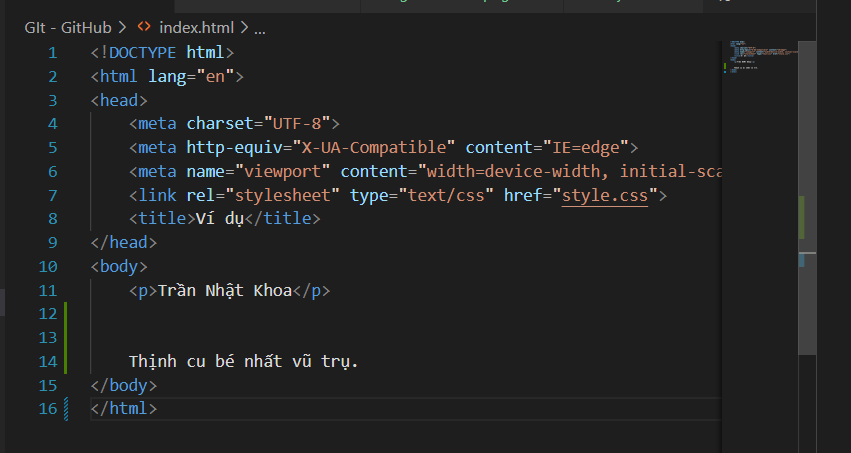 GIt - GitHub > <> index.html > ...
1 <!DOCTYPE html>
2 <html lang="en">
3 <head>
4 <meta charset="UTF-8">
5 <meta http-equiv="X-UA-Compatible" content="IE=edge">
6 <meta name="viewport" content="width=device-width, initial-sca
7 <link rel="stylesheet" type="text/css" href="style.css">
8 <title>Ví dụ</title>
9 </head>
10 <body>
11 <p>Trần Nhật Khoa</p>
12
13
14 Thịnh cu bé nhất vũ trụ.
15 </body>
16 </html>